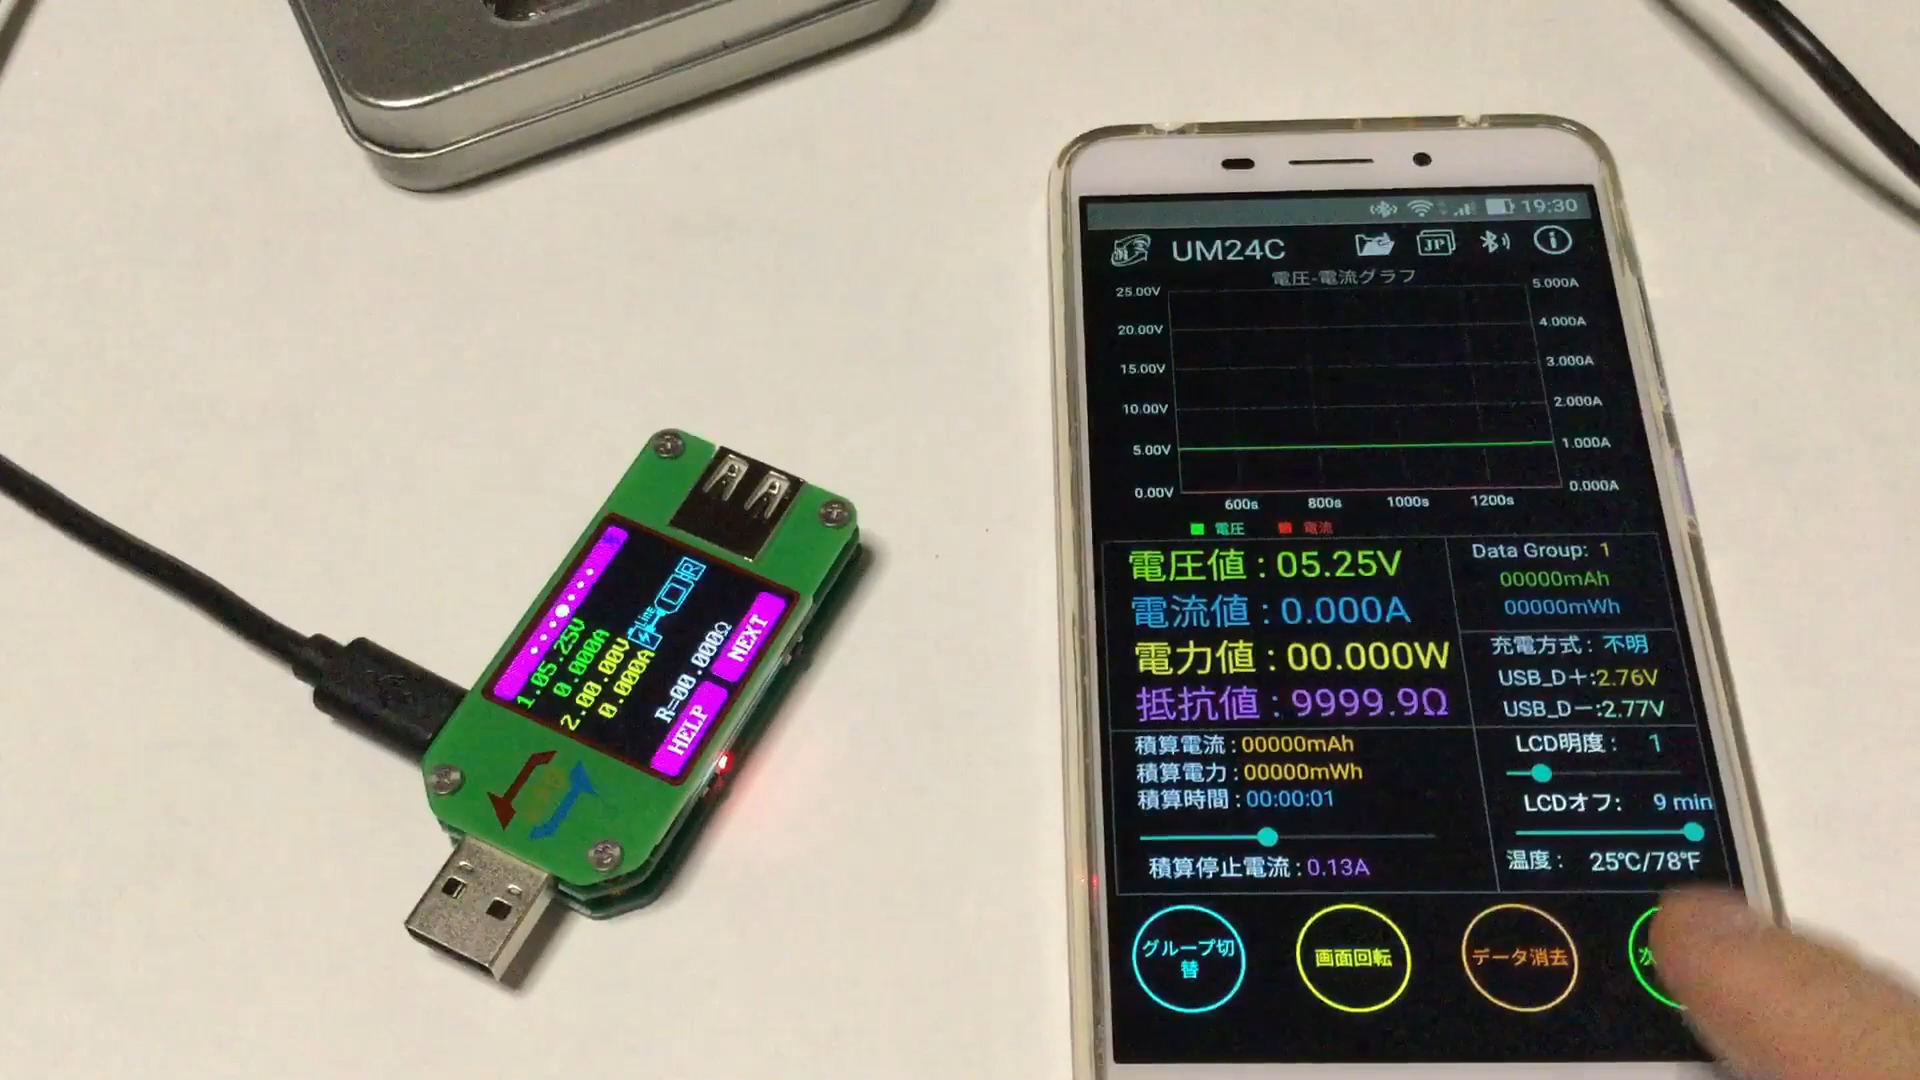 1.05.25V
0.000A
2.00.00V
0.000A
LINE
R
R=00.000Ω
HELP
NEXT
19:30
UM24C
JP
電圧-電流グラフ
25.00V
20.00V
15.00V
10.00V
5.00V
0.00V
5.000A
4.000A
3.000A
2.000A
1.000A
0.000A
600s 800s 1000s 1200s
電圧 電流
電圧値 : 05.25V
電流値 : 0.000A
電力値 : 00.000W
抵抗値 : 9999.9Ω
Data Group: 1
00000mAh
00000mWh
充電方式 : 不明
USB_D+:2.76V
USB_D-:2.77V
積算電流 : 00000mAh
積算電力 : 00000mWh
積算時間 : 00:00:01
積算停止電流 : 0.13A
LCD明度 : 1
LCDオフ : 9 min
温度 : 25℃/78℉
グループ切
替
画面回転
データ消去